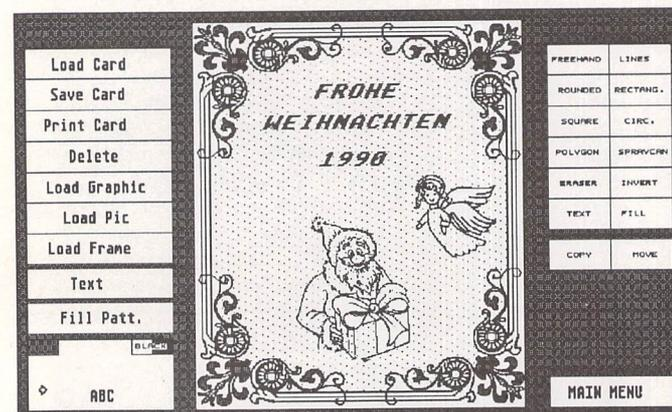 Load Card
Save Card
Print Card
Delete
Load Graphic
Load Pic
Load Frame
Text
Fill Patt.
BLACK
ABC
FROHE
WEIHNACHTEN
1990
FREEHAND LINES
ROUNDED RECTANG.
SQUARE CIRC.
POLYGON SPRAYCAN
ERASER INVERT
TEXT FILL
COPY MOVE
MAIN MENU